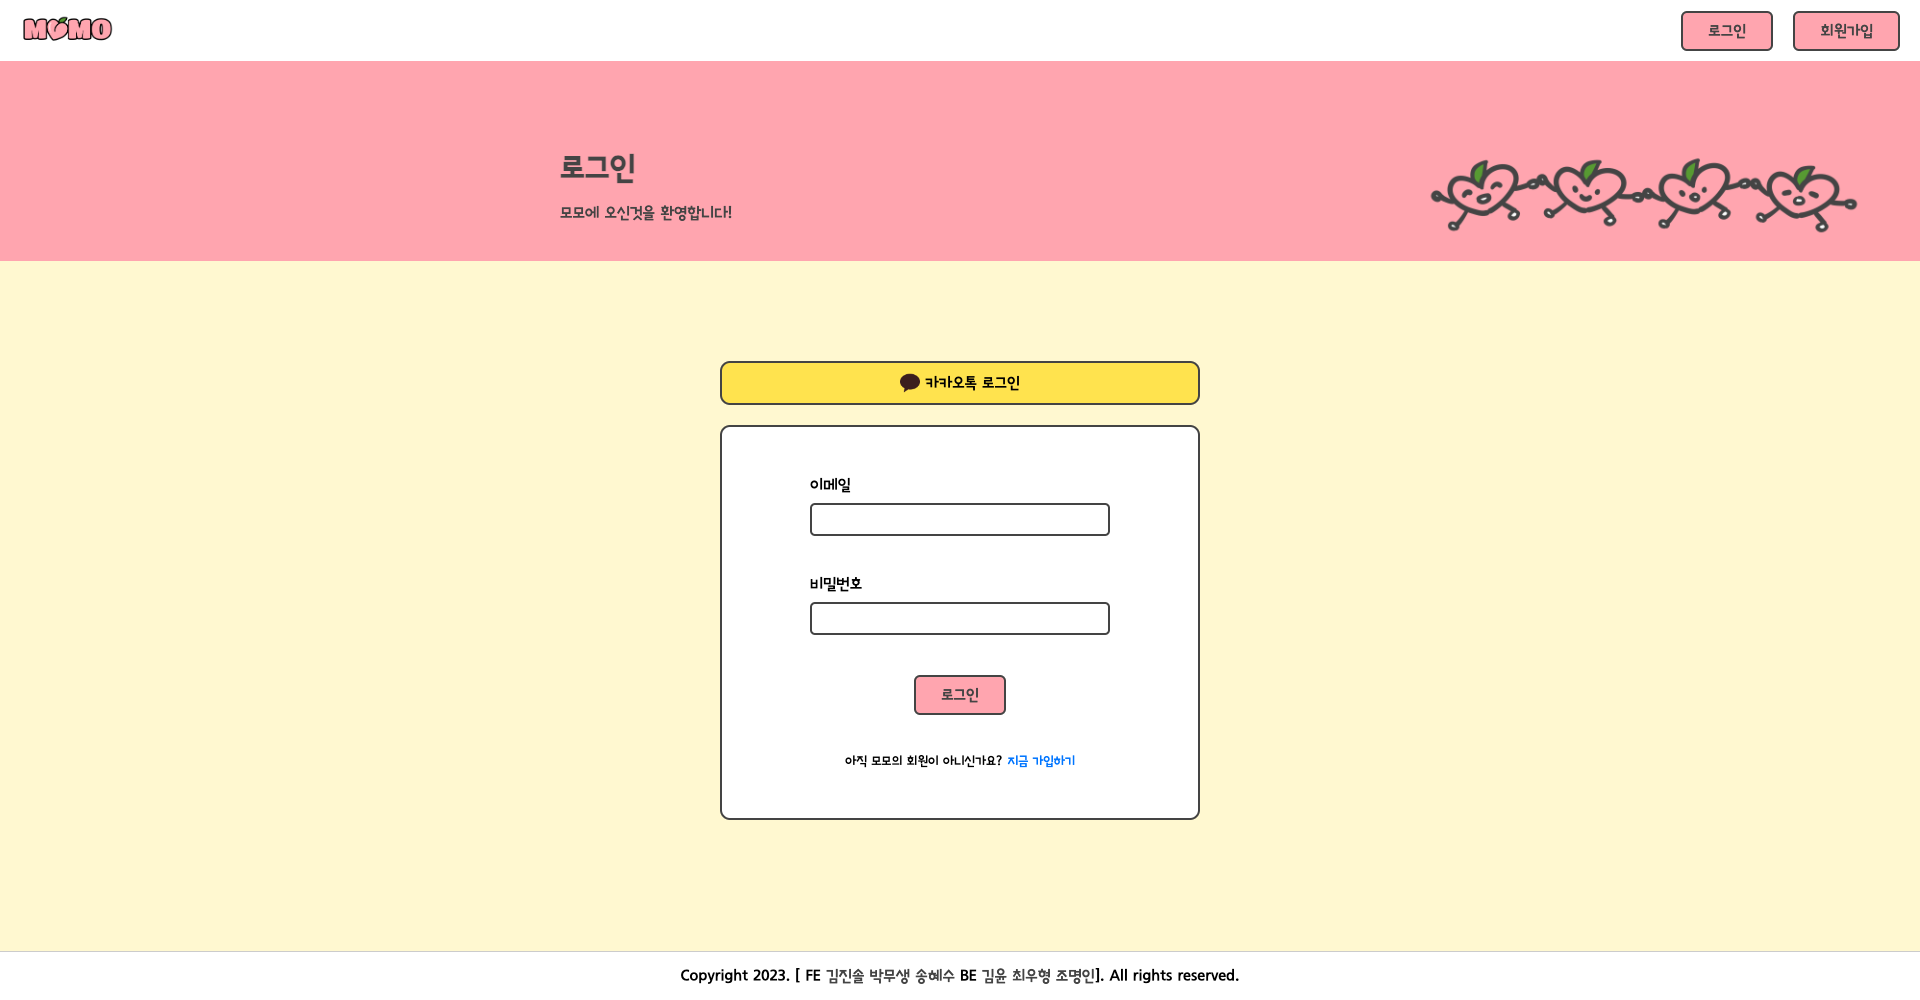 MOMO
로그인
회원가입
로그인
모모에 오신것을 환영합니다!
카카오톡 로그인
이메일
비밀번호
로그인
아직 모모의 회원이 아니신가요? 지금 가입하기
Copyright 2023. [ FE 김진솔 박무생 송혜수 BE 김윤 최우형 조명인]. All rights reserved.